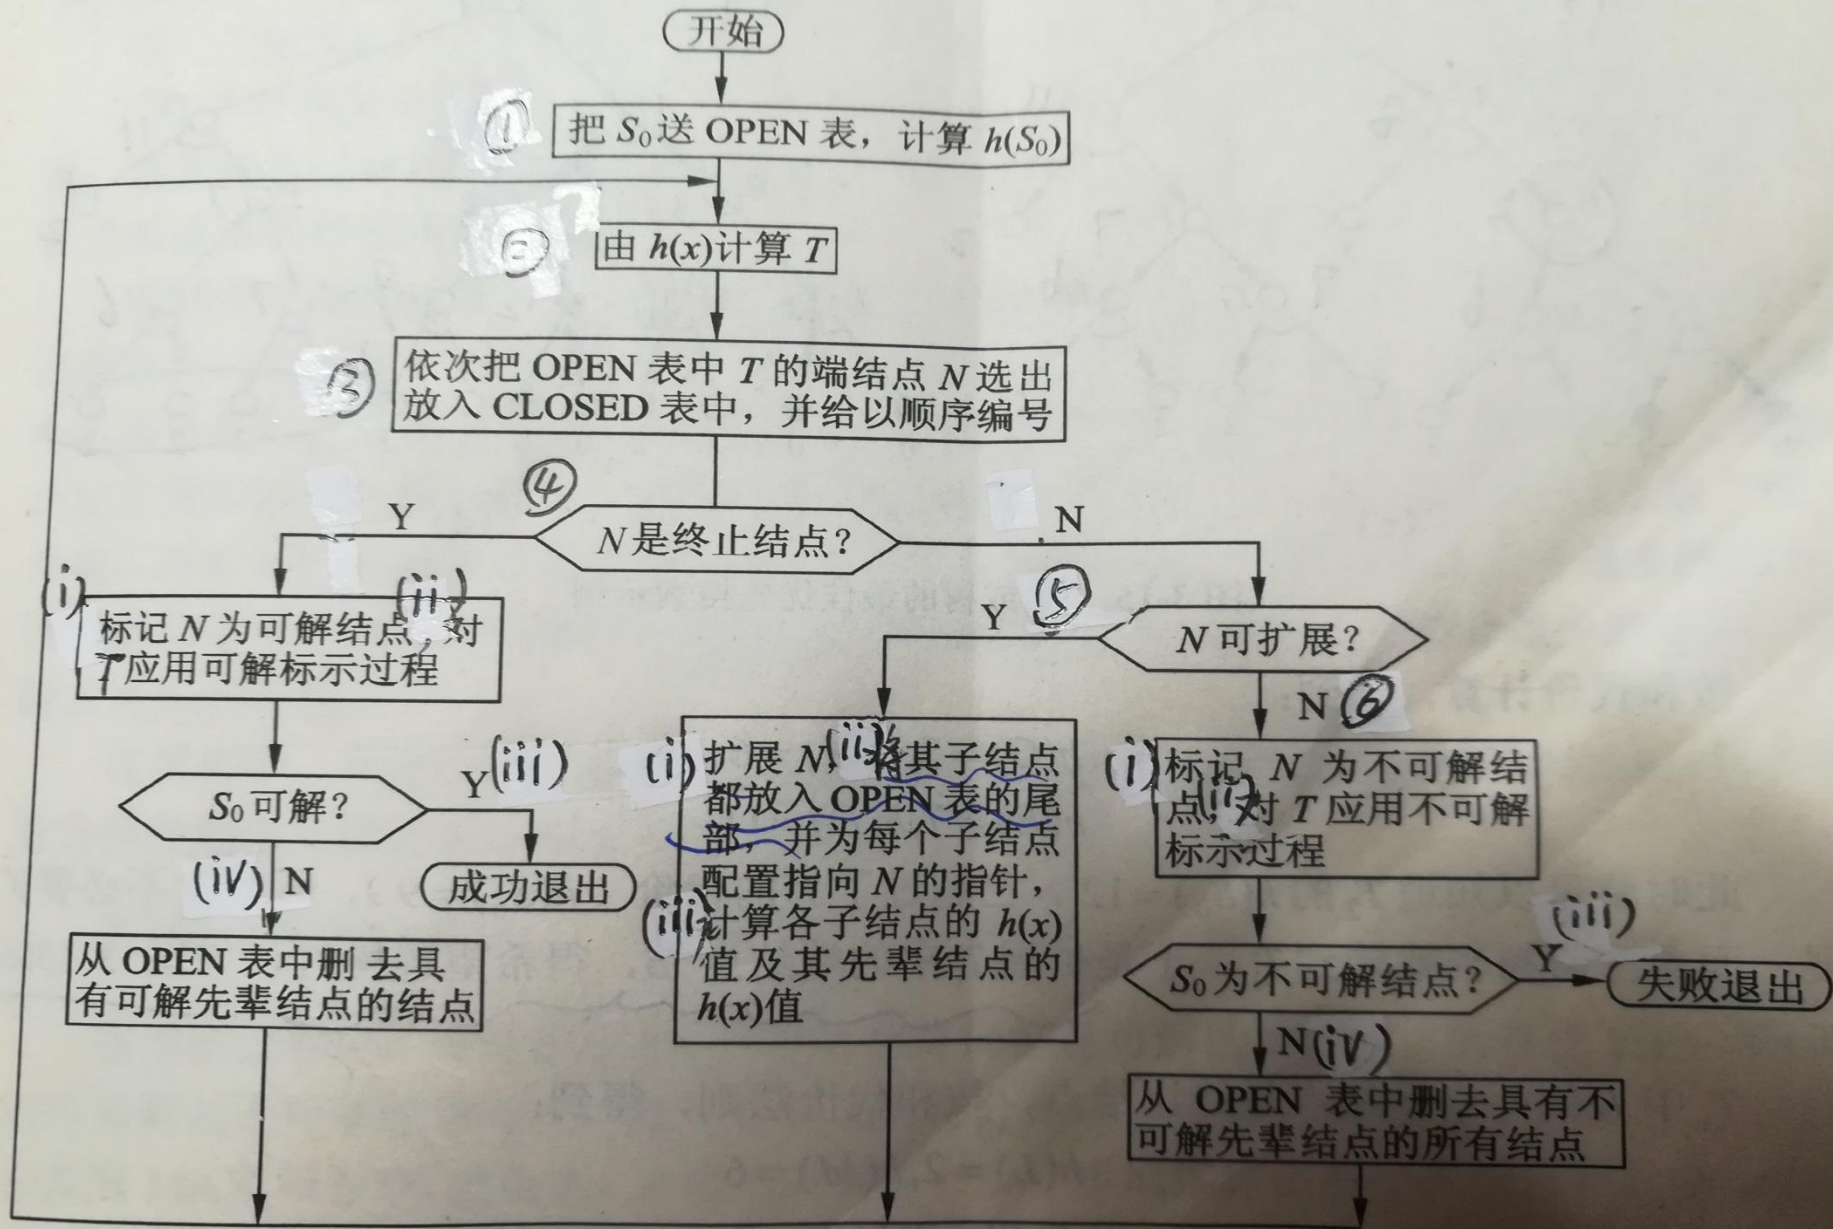 开始
① 把 S₀ 送 OPEN 表，计算 h(S₀)
② 由 h(x)计算 T
③ 依次把 OPEN 表中 T 的端结点 N 选出
放入 CLOSED 表中，并给以顺序编号
④
Y N是终止结点？ N
(i) (ii)
标记 N 为可解结点，对
T应用可解标示过程
⑤
Y N 可扩展？
N ⑥
S₀可解？ Y (iii)
(iv) N
成功退出
从 OPEN 表中删 去具
有可解先辈结点的结点
(i) 扩展 N，(ii) 将其子结点
都放入 OPEN 表的尾
部，并为每个子结点
配置指向 N 的指针，
(iii) 计算各子结点的 h(x)
值及其先辈结点的
h(x)值
(i) 标记 N 为不可解结
点，(ii) 对 T 应用不可解
标示过程
S₀为不可解结点？ Y (iii)
失败退出
N (iv)
从 OPEN 表中删去具有不
可解先辈结点的所有结点